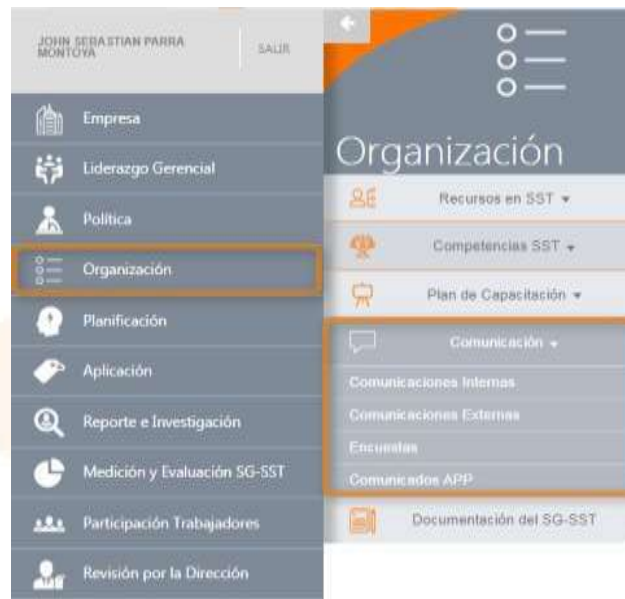 JOHN SEBASTIAN PARRA
MONTOYA
SALIR
Empresa
Liderazgo Gerencial
Política
Organización
Planificación
Aplicación
Reporte e Investigación
Medición y Evaluación SG-SST
Participación Trabajadores
Revisión por la Dirección
Organización
Recursos en SST
Competencias SST
Plan de Capacitación
Comunicación
Comunicaciones Internas
Comunicaciones Externas
Encuestas
Comunicados APP
Documentación del SG-SST